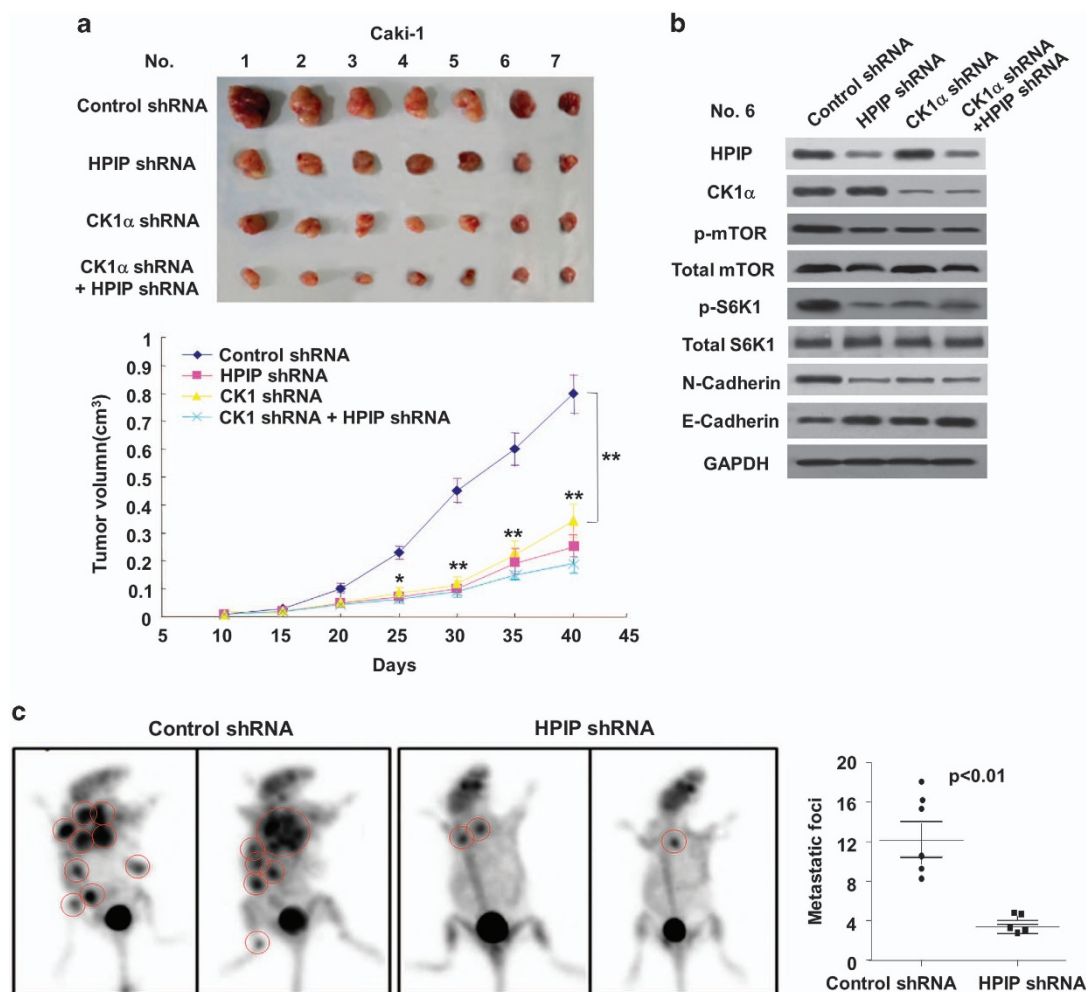 a
Caki-1
No. 1 2 3 4 5 6 7
Control shRNA
HPIP shRNA
CK1α shRNA
CK1α shRNA
+ HPIP shRNA
Control shRNA
HPIP shRNA
CK1 shRNA
CK1 shRNA + HPIP shRNA
Tumor volumn(cm³)
1
0.9
0.8
0.7
0.6
0.5
0.4
0.3
0.2
0.1
0
* ** ** **
**
5 10 15 20 25 30 35 40 45
Days
b
No. 6
Control shRNA
HPIP shRNA
CK1α shRNA
CK1α shRNA
+HPIP shRNA
HPIP
CK1α
p-mTOR
Total mTOR
p-S6K1
Total S6K1
N-Cadherin
E-Cadherin
GAPDH
c
Control shRNA
HPIP shRNA
p<0.01
Metastatic foci
20
16
12
8
4
0
Control shRNA HPIP shRNA